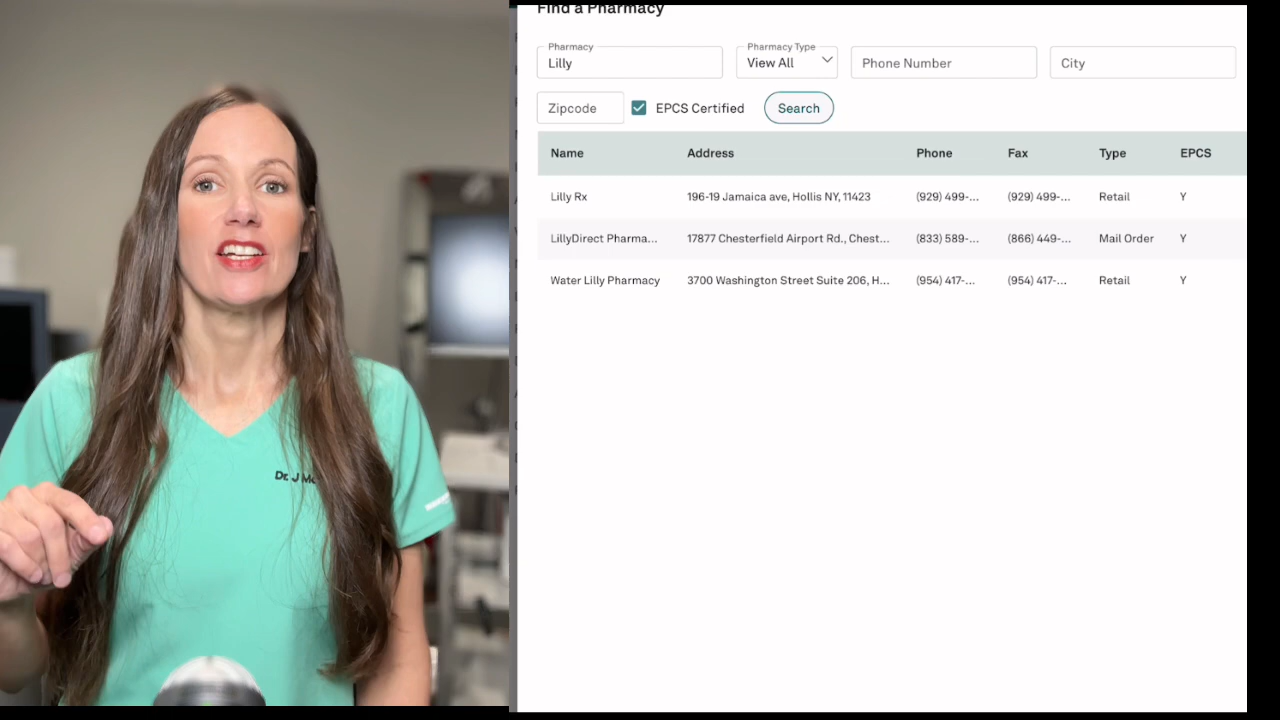 Find a Pharmacy
Pharmacy
Lilly
Pharmacy Type
View All
Phone Number
City
Zipcode
EPCS Certified
Search
Name Address Phone Fax Type EPCS
Lilly Rx 196-19 Jamaica ave, Hollis NY, 11423 (929) 499-... (929) 499-... Retail Y
LillyDirect Pharma... 17877 Chesterfield Airport Rd., Chest... (833) 589-... (866) 449-... Mail Order Y
Water Lilly Pharmacy 3700 Washington Street Suite 206, H... (954) 417-... (954) 417-... Retail Y
Dr. J